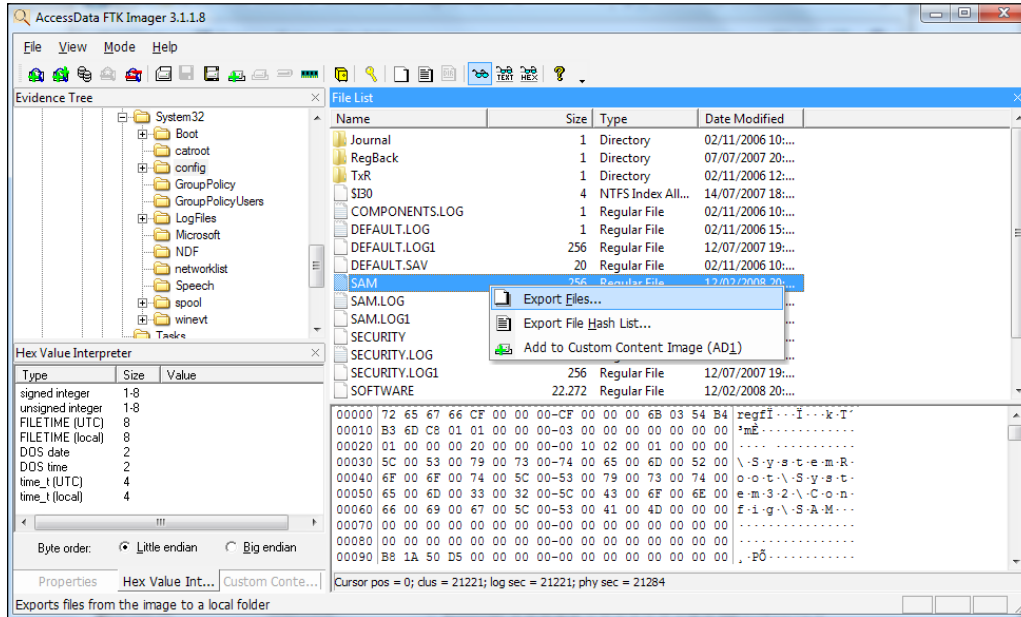 AccessData FTK Imager 3.1.1.8
File View Mode Help
Evidence Tree
System32
Boot
catroot
config
GroupPolicy
GroupPolicyUsers
LogFiles
Microsoft
NDF
networklist
Speech
spool
winevt
Tasks
File List
Name Size Type Date Modified
Journal 1 Directory 02/11/2006 10:...
RegBack 1 Directory 07/07/2007 20:...
TxR 1 Directory 02/11/2006 12:...
$I30 4 NTFS Index All... 14/07/2007 18:...
COMPONENTS.LOG 1 Regular File 02/11/2006 10:...
DEFAULT.LOG 1 Regular File 02/11/2006 15:...
DEFAULT.LOG1 256 Regular File 12/07/2007 19:...
DEFAULT.SAV 20 Regular File 02/11/2006 10:...
SAM 256 Regular File 12/02/2008 20:...
SAM.LOG
SAM.LOG1
SECURITY
SECURITY.LOG
SECURITY.LOG1 256 Regular File 12/07/2007 19:...
SOFTWARE 22.272 Regular File 12/02/2008 20:...
Export Files...
Export File Hash List...
Add to Custom Content Image (AD1)
Hex Value Interpreter
Type Size Value
signed integer 1-8
unsigned integer 1-8
FILETIME (UTC) 8
FILETIME (local) 8
DOS date 2
DOS time 2
time_t (UTC) 4
time_t (local) 4
Byte order: Little endian Big endian
Properties Hex Value Int... Custom Conte...
00000 72 65 67 66 CF 00 00 00-CF 00 00 00 6B 03 54 B4 regfÏ···Ï···k·T´
00010 B3 6D C8 01 01 00 00 00-03 00 00 00 00 00 00 00 ³mÈ·············
00020 01 00 00 00 20 00 00 00-00 10 02 00 01 00 00 00 ···· ···········
00030 5C 00 53 00 79 00 73 00-74 00 65 00 6D 00 52 00 \·S·y·s·t·e·m·R·
00040 6F 00 6F 00 74 00 5C 00-53 00 79 00 73 00 74 00 o·o·t·\·S·y·s·t·
00050 65 00 6D 00 33 00 32 00-5C 00 43 00 6F 00 6E 00 e·m·3·2·\·C·o·n·
00060 66 00 69 00 67 00 5C 00-53 00 41 00 4D 00 00 00 f·i·g·\·S·A·M···
00070 00 00 00 00 00 00 00 00-00 00 00 00 00 00 00 00 ················
00080 00 00 00 00 00 00 00 00-00 00 00 00 00 00 00 00 ················
00090 B8 1A 50 D5 00 00 00 00-00 00 00 00 00 00 00 00 ¸·PÕ············
Cursor pos = 0; clus = 21221; log sec = 21221; phy sec = 21284
Exports files from the image to a local folder